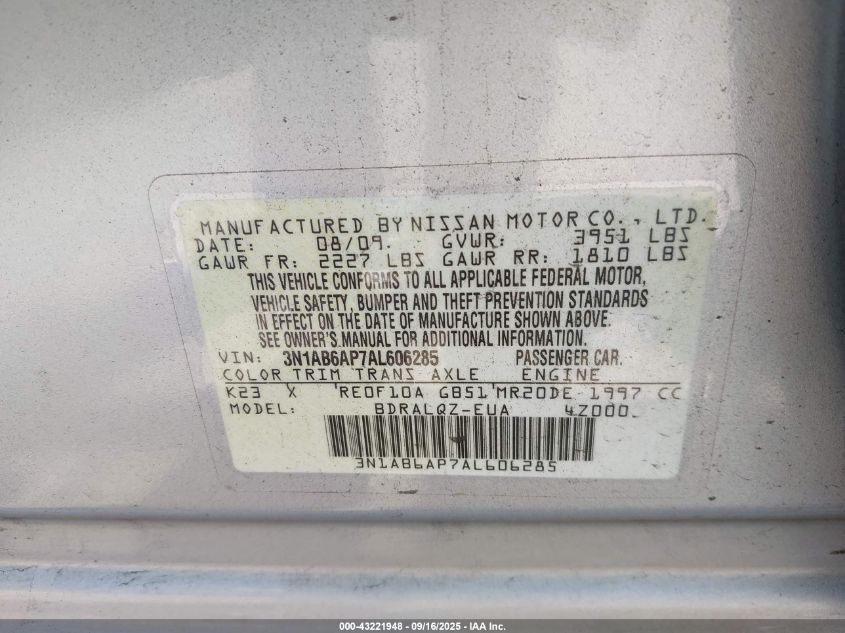 MANUFACTURED BY NISSAN MOTOR CO., LTD.
DATE: 08/09. GVWR: 3951 LBS
GAWR FR: 2227 LBS GAWR RR: 1810 LBS
THIS VEHICLE CONFORMS TO ALL APPLICABLE FEDERAL MOTOR,
VEHICLE SAFETY, BUMPER AND THEFT PREVENTION STANDARDS
IN EFFECT ON THE DATE OF MANUFACTURE SHOWN ABOVE.
SEE OWNER'S MANUAL FOR ADDITIONAL INFORMATION.
VIN: 3N1AB6AP7AL606285 PASSENGER CAR.
COLOR TRIM TRANS AXLE ENGINE
K23 X RE0F10A GB51 MR20DE 1997 CC
MODEL: BDRALQZ-EUA 4Z000
3N1AB6AP7AL606285
000-43221948 - 09/16/2025 - IAA Inc.